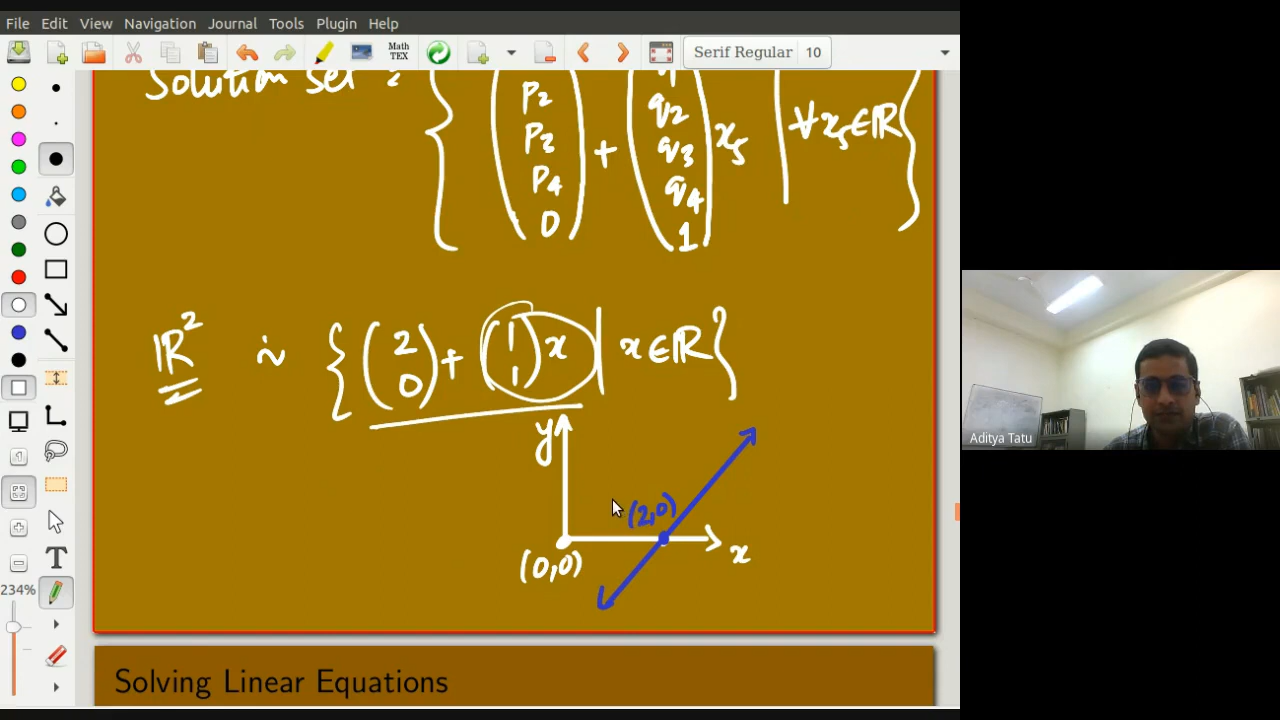 File Edit View Navigation Journal Tools Plugin Help
Math TEX Serif Regular 10
Solution Set : { ( p2 p3 p4 0 ) + ( q1 q2 q3 q4 1 ) x5 | ∀ x5 ∈ ℝ }
ℝ² in { ( 2 0 ) + ( 1 1 ) x | x ∈ ℝ }
y
(2,0)
(0,0) x
234%
T
Aditya Tatu
Solving Linear Equations